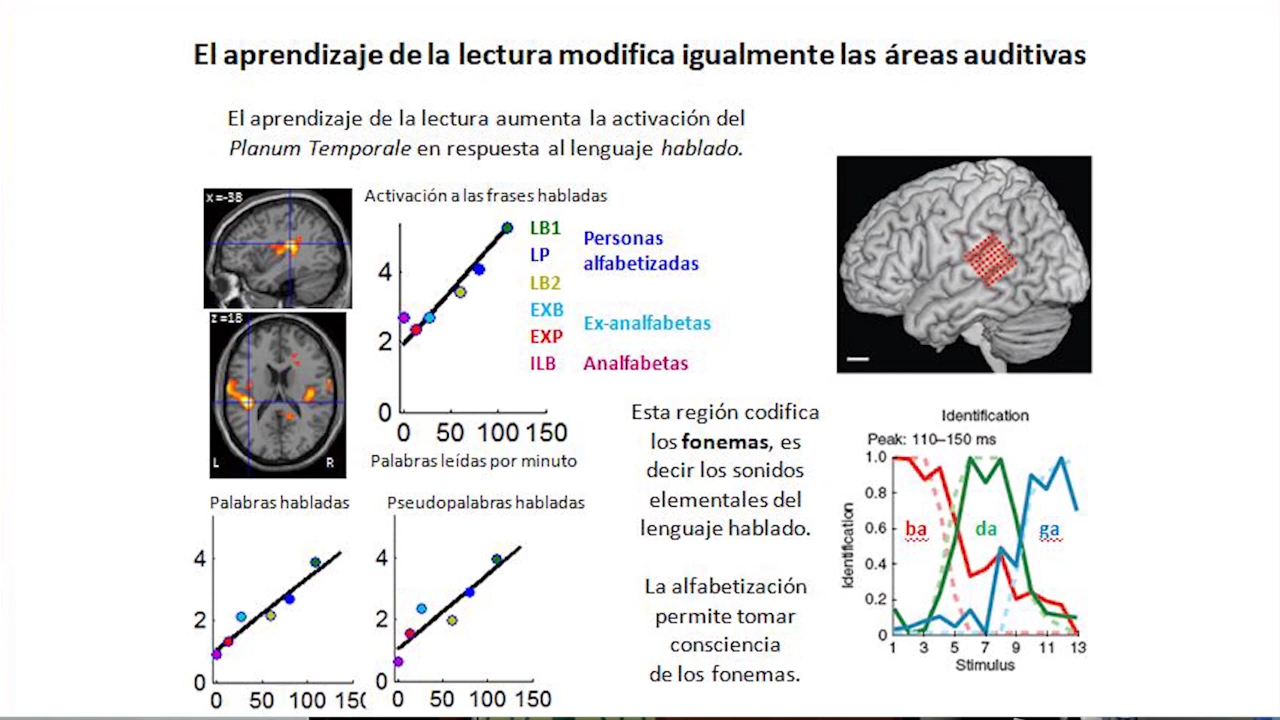 El aprendizaje de la lectura modifica igualmente las áreas auditivas
El aprendizaje de la lectura aumenta la activación del
Planum Temporale en respuesta al lenguaje hablado.
x =-38
z =18
L R
Activación a las frases habladas
4
2
0
0 50 100 150
Palabras leídas por minuto
LB1
LP
LB2
EXB
EXP
ILB
Personas
alfabetizadas
Ex-analfabetas
Analfabetas
Palabras habladas
4
2
0
0 50 100 150
Pseudopalabras habladas
4
2
0
0 50 100 150
Esta región codifica
los fonemas, es
decir los sonidos
elementales del
lenguaje hablado.
La alfabetización
permite tomar
consciencia
de los fonemas.
Identification
Peak: 110–150 ms
Identification
1.0
0.8
0.6
0.4
0.2
0
ba da ga
1 3 5 7 9 11 13
Stimulus